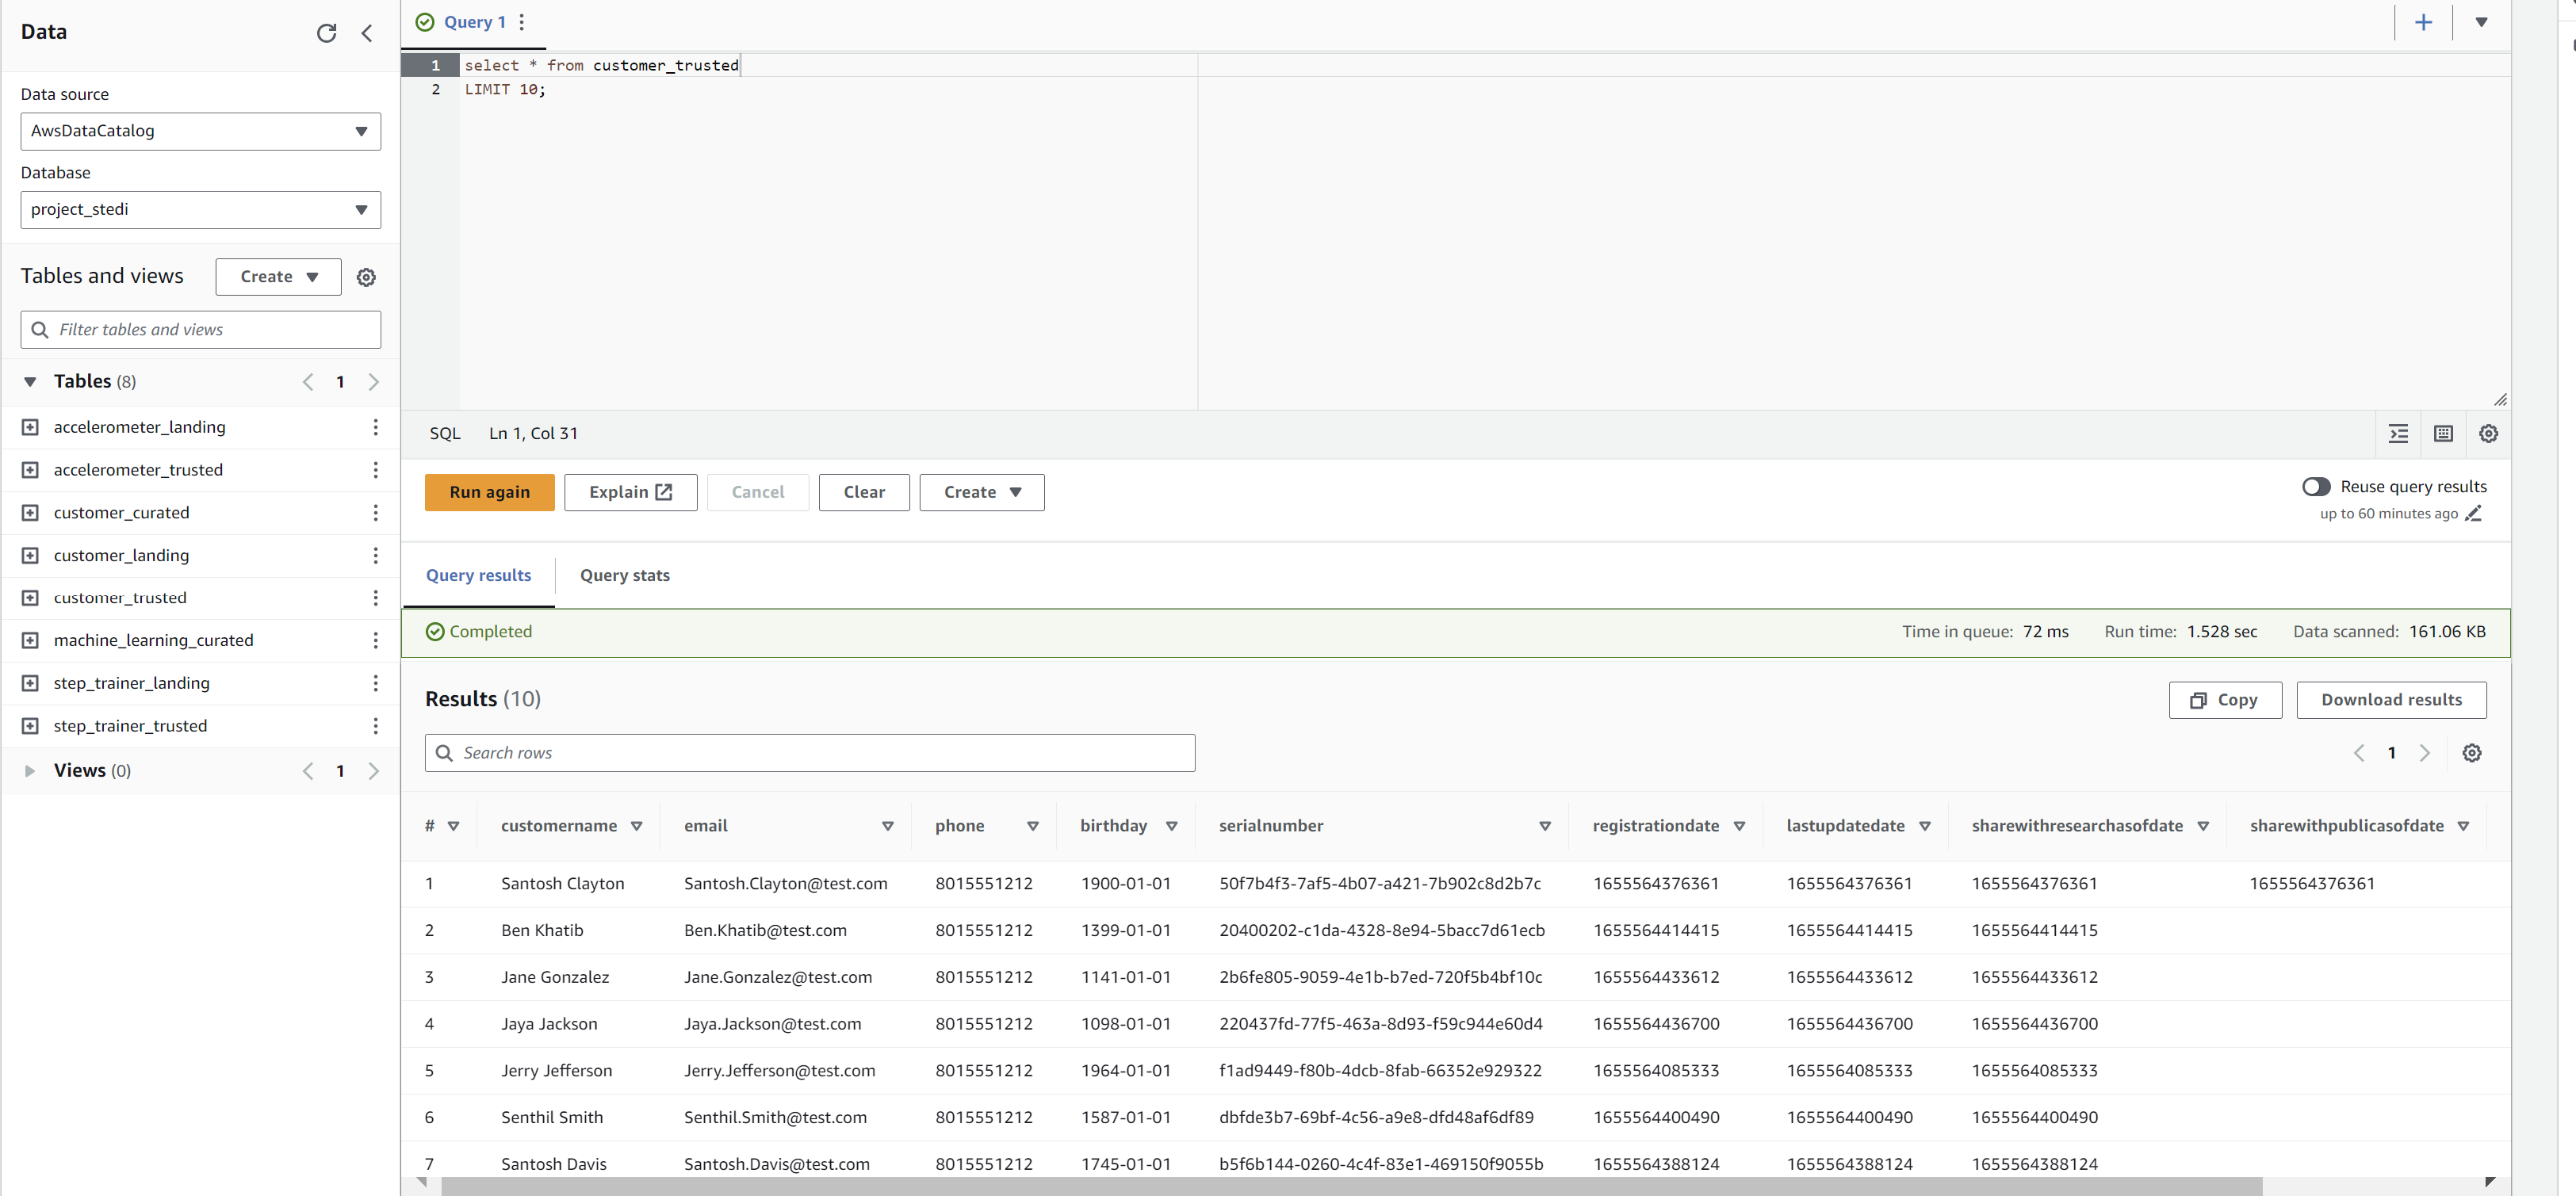 Data
Data source
AwsDataCatalog
Database
project_stedi
Tables and views
Create
Filter tables and views
Tables (8)
1
accelerometer_landing
accelerometer_trusted
customer_curated
customer_landing
customer_trusted
machine_learning_curated
step_trainer_landing
step_trainer_trusted
Views (0)
1
Query 1
1 select * from customer_trusted
2 LIMIT 10;
SQL Ln 1, Col 31
Run again Explain Cancel Clear Create
Reuse query results
up to 60 minutes ago
Query results Query stats
Completed Time in queue: 72 ms Run time: 1.528 sec Data scanned: 161.06 KB
Results (10) Copy Download results
Search rows 1
# customername email phone birthday serialnumber registrationdate lastupdatedate sharewithresearchasofdate sharewithpublicasofdate
1 Santosh Clayton Santosh.Clayton@test.com 8015551212 1900-01-01 50f7b4f3-7af5-4b07-a421-7b902c8d2b7c 1655564376361 1655564376361 1655564376361 1655564376361
2 Ben Khatib Ben.Khatib@test.com 8015551212 1399-01-01 20400202-c1da-4328-8e94-5bacc7d61ecb 1655564414415 1655564414415 1655564414415
3 Jane Gonzalez Jane.Gonzalez@test.com 8015551212 1141-01-01 2b6fe805-9059-4e1b-b7ed-720f5b4bf10c 1655564433612 1655564433612 1655564433612
4 Jaya Jackson Jaya.Jackson@test.com 8015551212 1098-01-01 220437fd-77f5-463a-8d93-f59c944e60d4 1655564436700 1655564436700 1655564436700
5 Jerry Jefferson Jerry.Jefferson@test.com 8015551212 1964-01-01 f1ad9449-f80b-4dcb-8fab-66352e929322 1655564085333 1655564085333 1655564085333
6 Senthil Smith Senthil.Smith@test.com 8015551212 1587-01-01 dbfde3b7-69bf-4c56-a9e8-dfd48af6df89 1655564400490 1655564400490 1655564400490
7 Santosh Davis Santosh.Davis@test.com 8015551212 1745-01-01 b5f6b144-0260-4c4f-83e1-469150f9055b 1655564388124 1655564388124 1655564388124